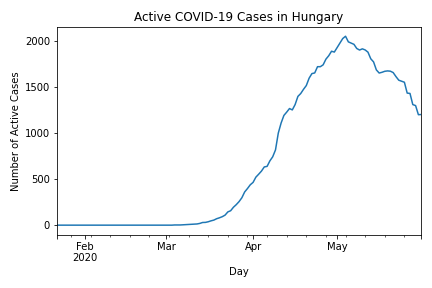 Active COVID-19 Cases in Hungary
Number of Active Cases
2000
1500
1000
500
0
Feb
2020
Mar
Apr
May
Day